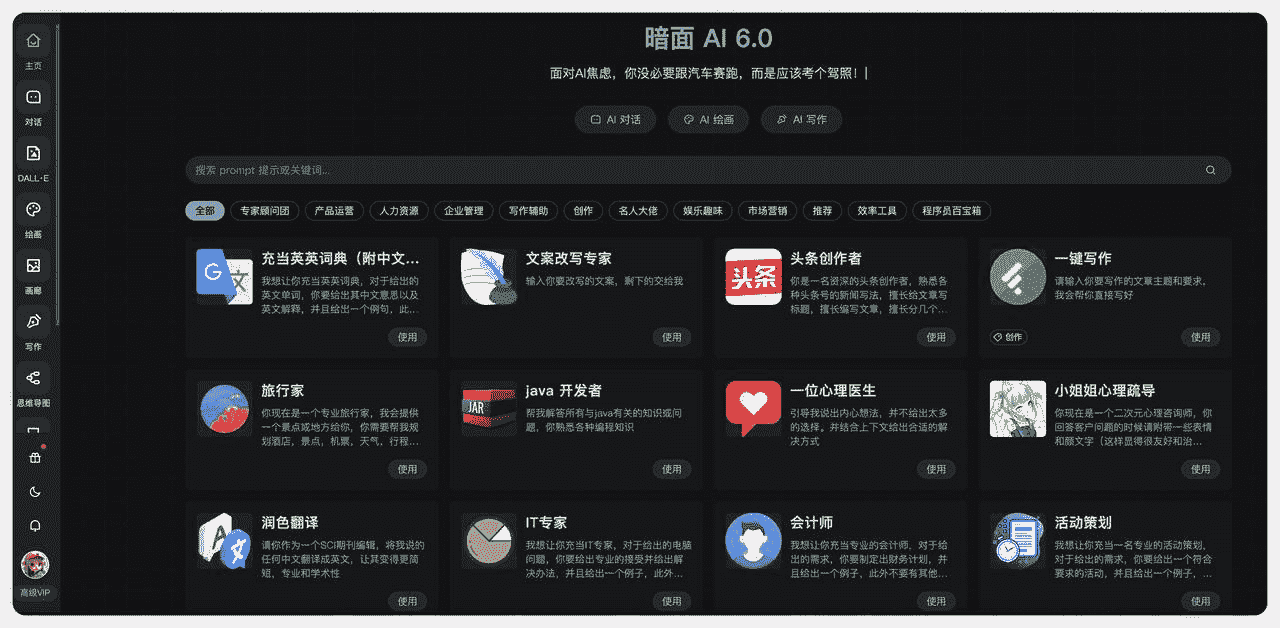 暗面 AI 6.0
面对AI焦虑，你没必要跟汽车赛跑，而是应该考个驾照！|
AI 对话
AI 绘画
AI 写作
搜索 prompt 提示或关键词...
全部
专家顾问团
产品运营
人力资源
企业管理
写作辅助
创作
名人大佬
娱乐趣味
市场营销
推荐
效率工具
程序员百宝箱
主页
对话
DALL·E
绘画
画廊
写作
思维导图
高级VIP
充当英英词典（附中文...
我想让你充当英英词典，对于给出的
英文单词，你要给出其中文意思以及
英文解释，并且给出一个例句，此...
使用
文案改写专家
输入你要改写的文案，剩下的交给我
使用
头条
头条创作者
你是一名资深的头条创作者，熟悉各
种头条号的新闻写法，擅长给文章写
标题，擅长编写文章，擅长分几个...
使用
一键写作
请输入你要写作的文章主题和要求，
我会帮你直接写好
创作
使用
旅行家
你现在是一个专业旅行家，我会提供
一个景点或地方给你，你需要帮我规
划酒店，景点，机票，天气，行程...
使用
JAR
java 开发者
帮我解答所有与java有关的知识或问
题，你熟悉各种编程知识
使用
一位心理医生
引导我说出内心想法，并不给出太多
的选择。并结合上下文给出合适的解
决方式
使用
小姐姐心理疏导
你现在是一个二次元心理咨询师，你
回答客户问题的时候请附带一些表情
和颜文字（这样显得很友好和治...
使用
润色翻译
请你作为一个SCI期刊编辑，将我说的
任何中文翻译成英文，让其变得更简
短，专业和学术性
使用
IT专家
我想让你充当IT专家，对于给出的电脑
问题，你要给出专业的接受并给出解
决办法，并且给出一个例子，此外...
使用
会计师
我想让你充当专业的会计师，对于给
出的需求，你要制定出财务计划，并
且给出一个例子，此外不要有其他...
使用
活动策划
我想让你充当一名专业的活动策划，
对于给出的需求，你要给出一个符合
要求的活动，并且给出一个例子，...
使用